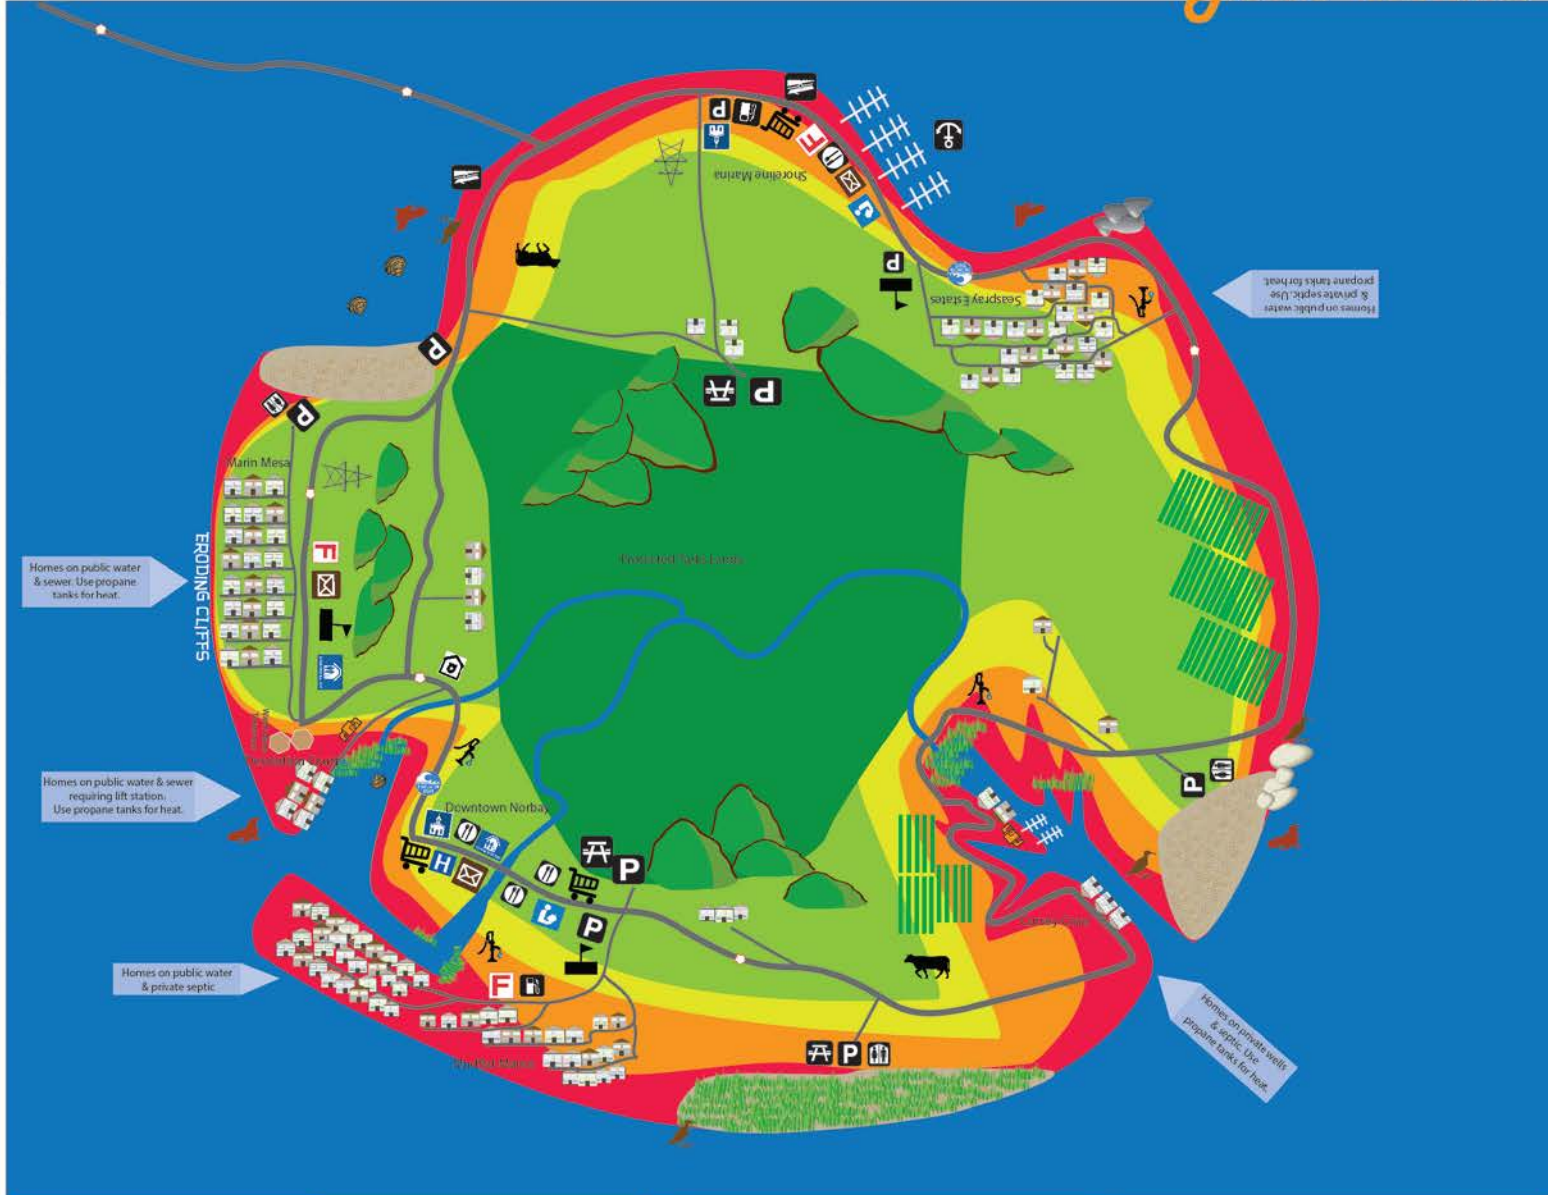 Shoreline Marina
Seaspray Estates
Homes on public water
& private septic. Use
propane tanks for heat.
Marin Mesa
ERODING CLIFFS
Homes on public water
& sewer. Use propane
tanks for heat.
Homes on public water & sewer
requiring lift station.
Use propane tanks for heat.
Downtown Norbay
Homes on public water
& private septic
Homes on private wells
& septic. Use
propane tanks for heat.
P
P
P
P
P
P
P
P
P
P
F
F
F
H